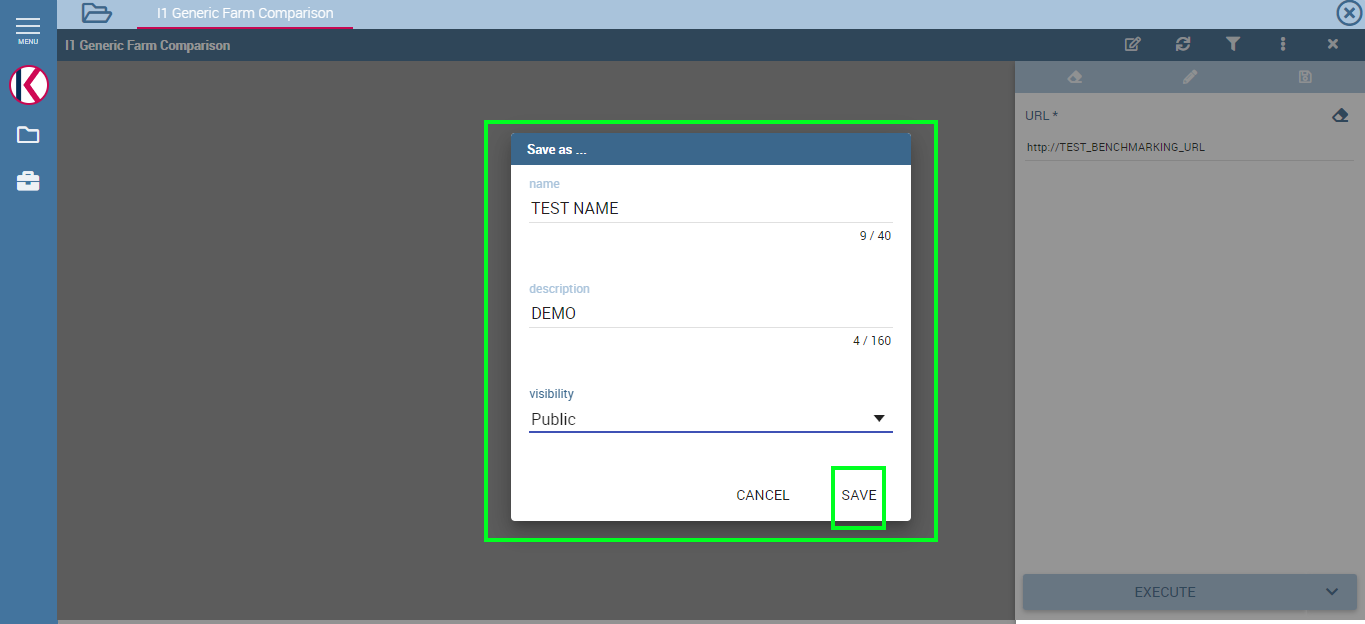 I1 Generic Farm Comparison
MENU
I1 Generic Farm Comparison
URL *
http://TEST_BENCHMARKING_URL
Save as ...
name
TEST NAME
9 / 40
description
DEMO
4 / 160
visibility
Public
CANCEL
SAVE
EXECUTE